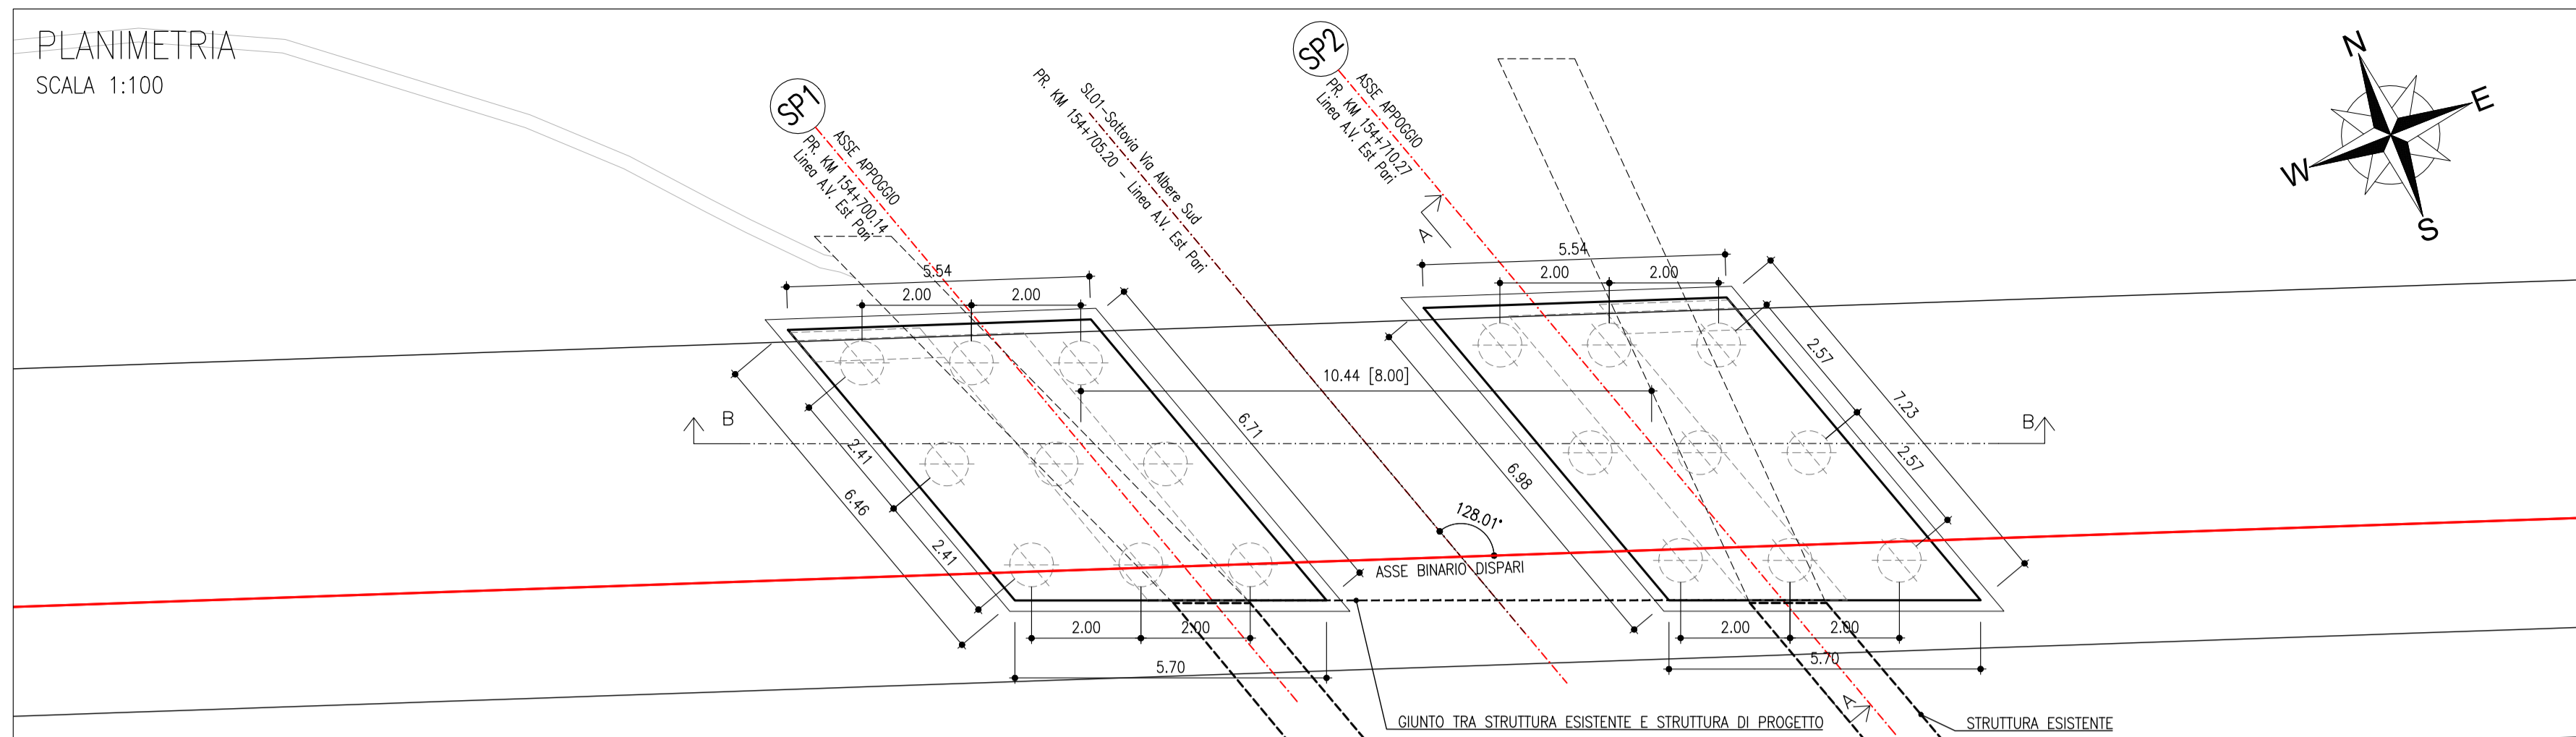 PLANIMETRIA
SCALA 1:100
SP1
ASSE APPOGGIO
PR. KM 154+700.14
Linea A.V. Est Pari
SL01-Sottovia Via Albere Sud
PR. KM 154+705.20 - Linea A.V. Est Pari
SP2
ASSE APPOGGIO
PR. KM 154+710.27
Linea A.V. Est Pari
N
E
W
S
A
5.54
2.00
2.00
5.54
2.00
2.00
10.44 [8.00]
B
B
2.41
6.46
2.41
6.71
6.98
2.57
7.23
2.57
128.01°
ASSE BINARIO DISPARI
2.00
2.00
5.70
2.00
2.00
5.70
A
GIUNTO TRA STRUTTURA ESISTENTE E STRUTTURA DI PROGETTO
STRUTTURA ESISTENTE